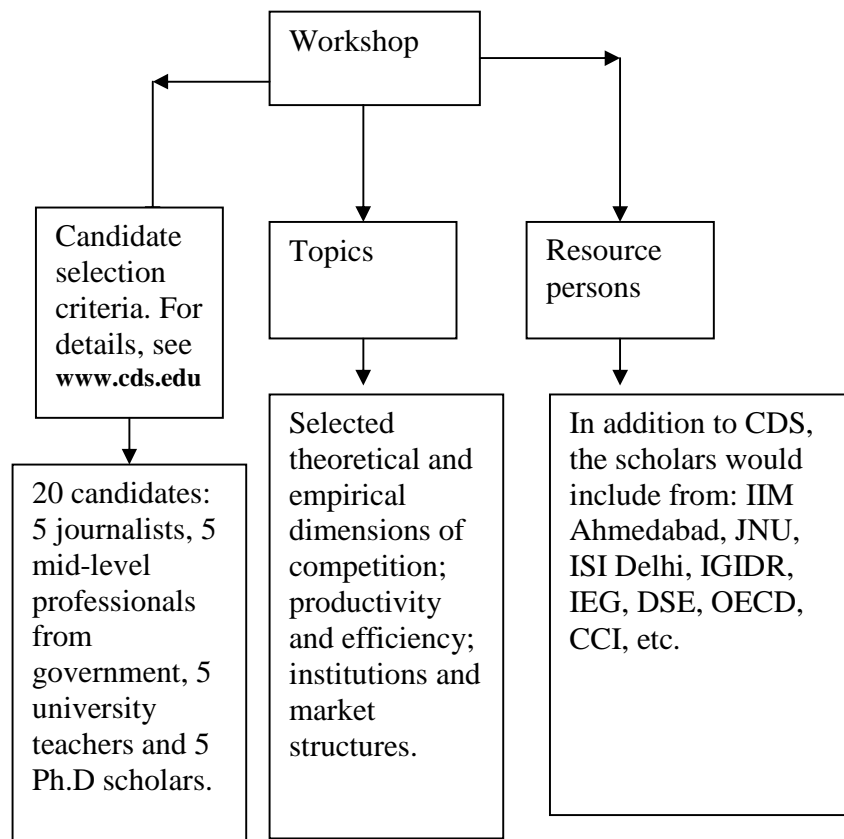 Workshop
Candidate
selection
criteria. For
details, see
www.cds.edu
Topics
Resource
persons
20 candidates:
5 journalists, 5
mid-level
professionals
from
government, 5
university
teachers and 5
Ph.D scholars.
Selected
theoretical and
empirical
dimensions of
competition;
productivity
and efficiency;
institutions and
market
structures.
In addition to CDS,
the scholars would
include from: IIM
Ahmedabad, JNU,
ISI Delhi, IGIDR,
IEG, DSE, OECD,
CCI, etc.